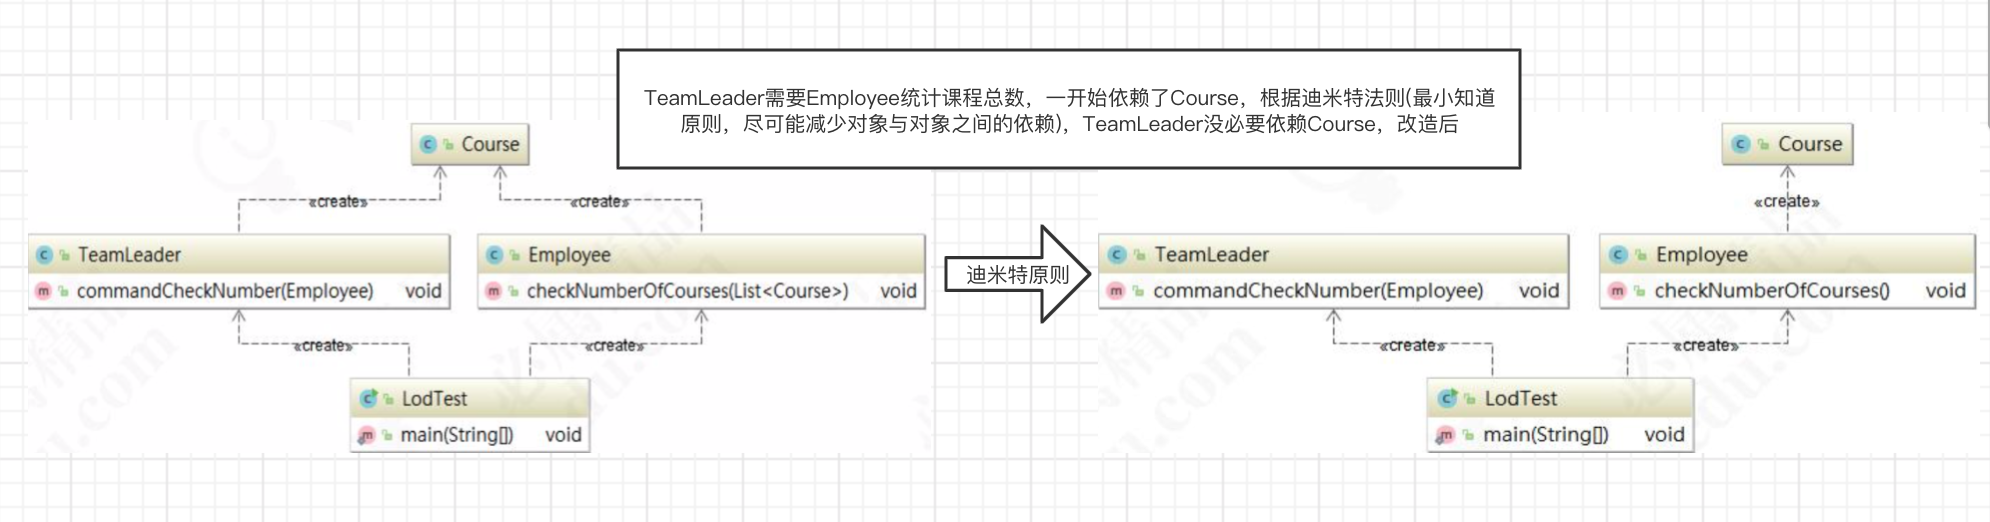 TeamLeader需要Employee统计课程总数，一开始依赖了Course，根据迪米特法则(最小知道
原则，尽可能减少对象与对象之间的依赖)，TeamLeader没必要依赖Course，改造后
Course
«create»
«create»
TeamLeader
commandCheckNumber(Employee) void
Employee
checkNumberOfCourses(List<Course>) void
«create»
«create»
LodTest
main(String[]) void
迪米特原则
Course
«create»
TeamLeader
commandCheckNumber(Employee) void
Employee
checkNumberOfCourses() void
«create»
«create»
LodTest
main(String[]) void